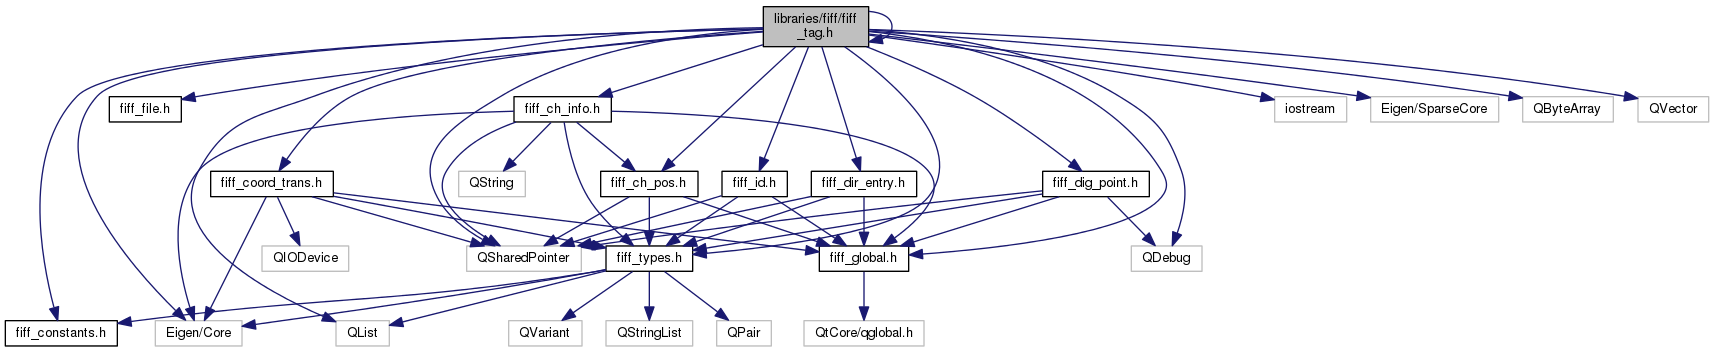 libraries/fiff/fiff
_tag.h
fiff_file.h
fiff_ch_info.h
iostream
Eigen/SparseCore
QByteArray
QVector
fiff_coord_trans.h
QString
fiff_ch_pos.h
fiff_id.h
fiff_dir_entry.h
fiff_dig_point.h
QIODevice
QSharedPointer
fiff_types.h
fiff_global.h
QDebug
fiff_constants.h
Eigen/Core
QList
QVariant
QStringList
QPair
QtCore/qglobal.h